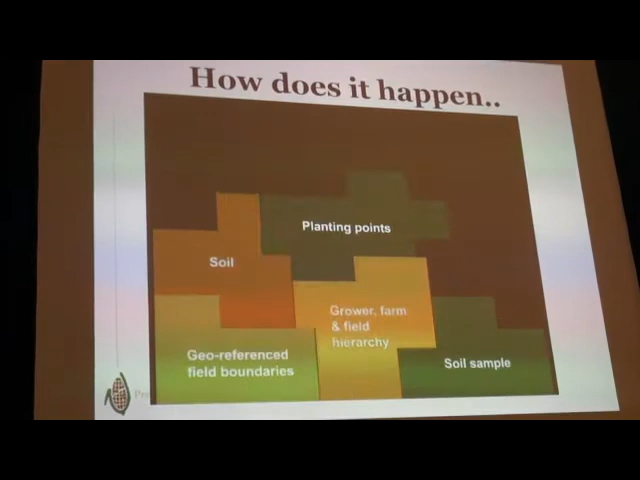 How does it happen..
Planting points
Soil
Grower, farm
& field
hierarchy
Geo-referenced
field boundaries
Soil sample